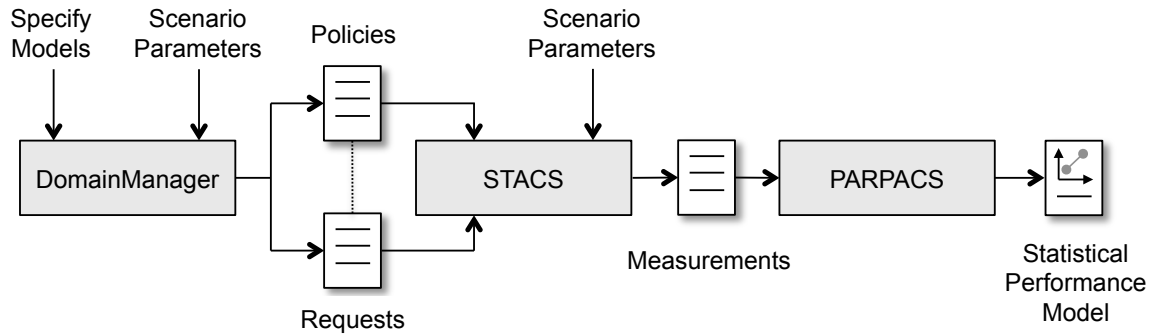 Specify
Models
Scenario
Parameters
Policies
Scenario
Parameters
DomainManager
STACS
PARPACS
Measurements
Requests
Statistical
Performance
Model